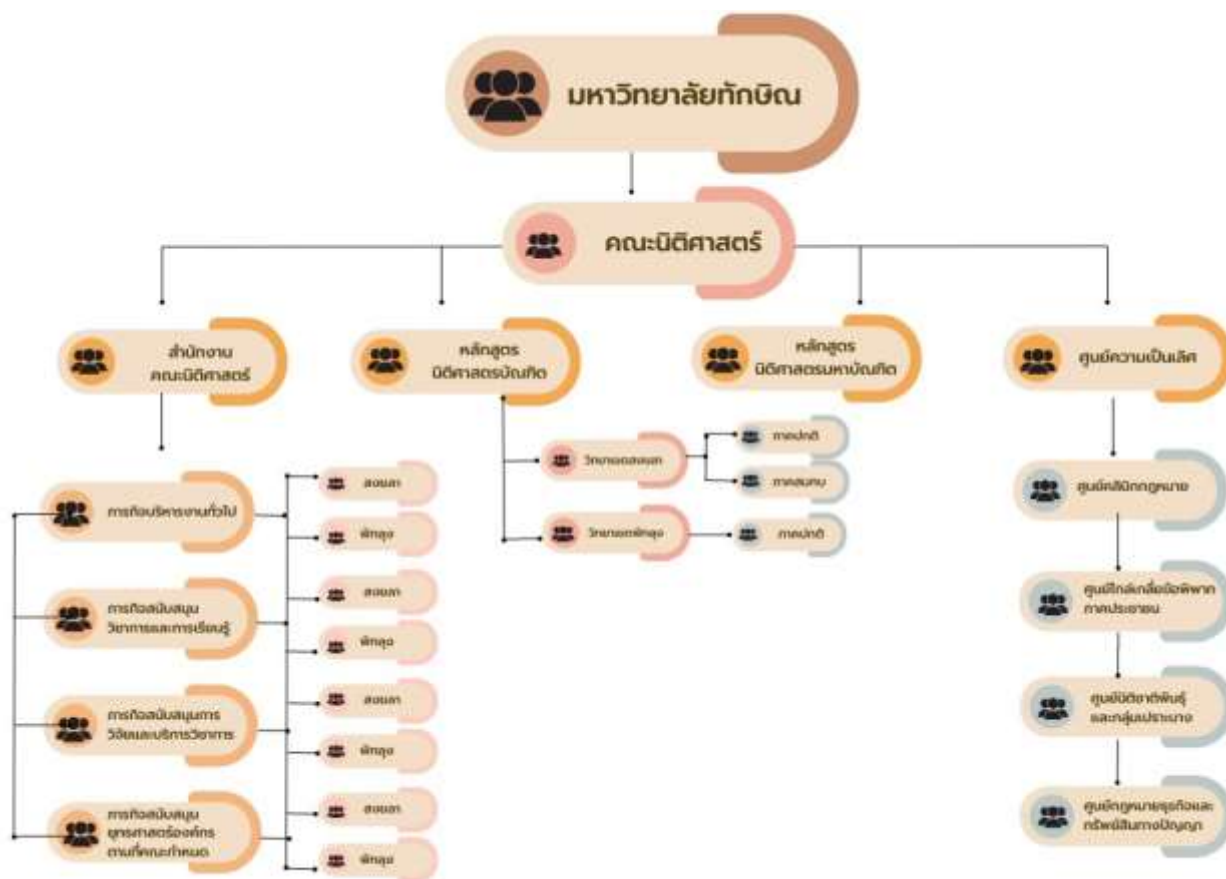 มหาวิทยาลัยทักษิณ
คณะนิติศาสตร์
สำนักงาน
คณะนิติศาสตร์
หลักสูตร
นิติศาสตรบัณฑิต
หลักสูตร
นิติศาสตรมหาบัณฑิต
ศูนย์ความเป็นเลิศ
ภารกิจบริหารงานทั่วไป
สงขลา
พัทลุง
ภารกิจสนับสนุน
วิชาการและการเรียนรู้
สงขลา
พัทลุง
ภารกิจสนับสนุนการ
วิจัยและบริการวิชาการ
สงขลา
พัทลุง
ภารกิจสนับสนุน
ยุทธศาสตร์องค์กร
ตามที่คณะกำหนด
สงขลา
พัทลุง
วิทยาเขตสงขลา
ภาคปกติ
ภาคสมทบ
วิทยาเขตพัทลุง
ภาคปกติ
ศูนย์คลินิกกฎหมาย
ศูนย์ไกล่เกลี่ยข้อพิพาท
ภาคประชาชน
ศูนย์นิติชาติพันธุ์
และกลุ่มเปราะบาง
ศูนย์กฎหมายธุรกิจและ
ทรัพย์สินทางปัญญา